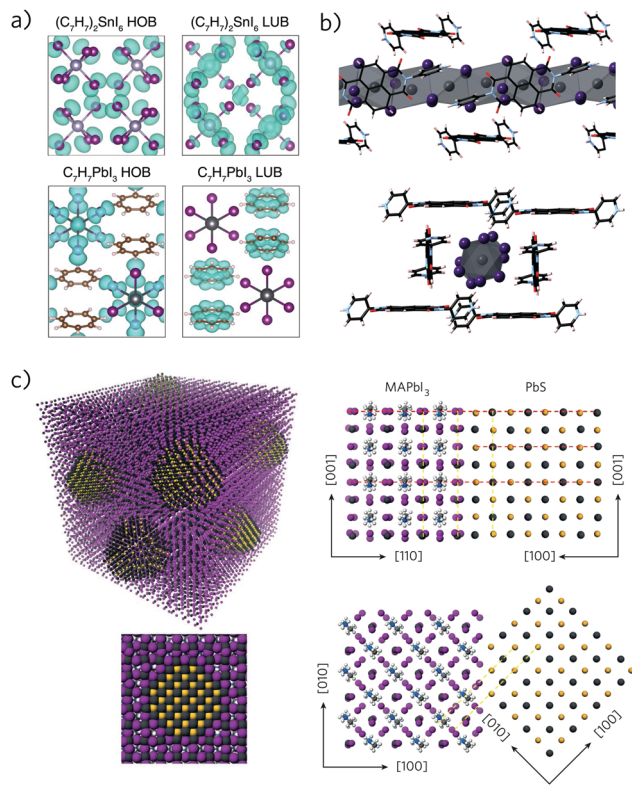 a)
(C₇H₇)₂SnI₆ HOB
(C₇H₇)₂SnI₆ LUB
C₇H₇PbI₃ HOB
C₇H₇PbI₃ LUB
b)
c)
MAPbI₃
PbS
[001]
[001]
[110]
[100]
[010]
[100]
[010]
[100]